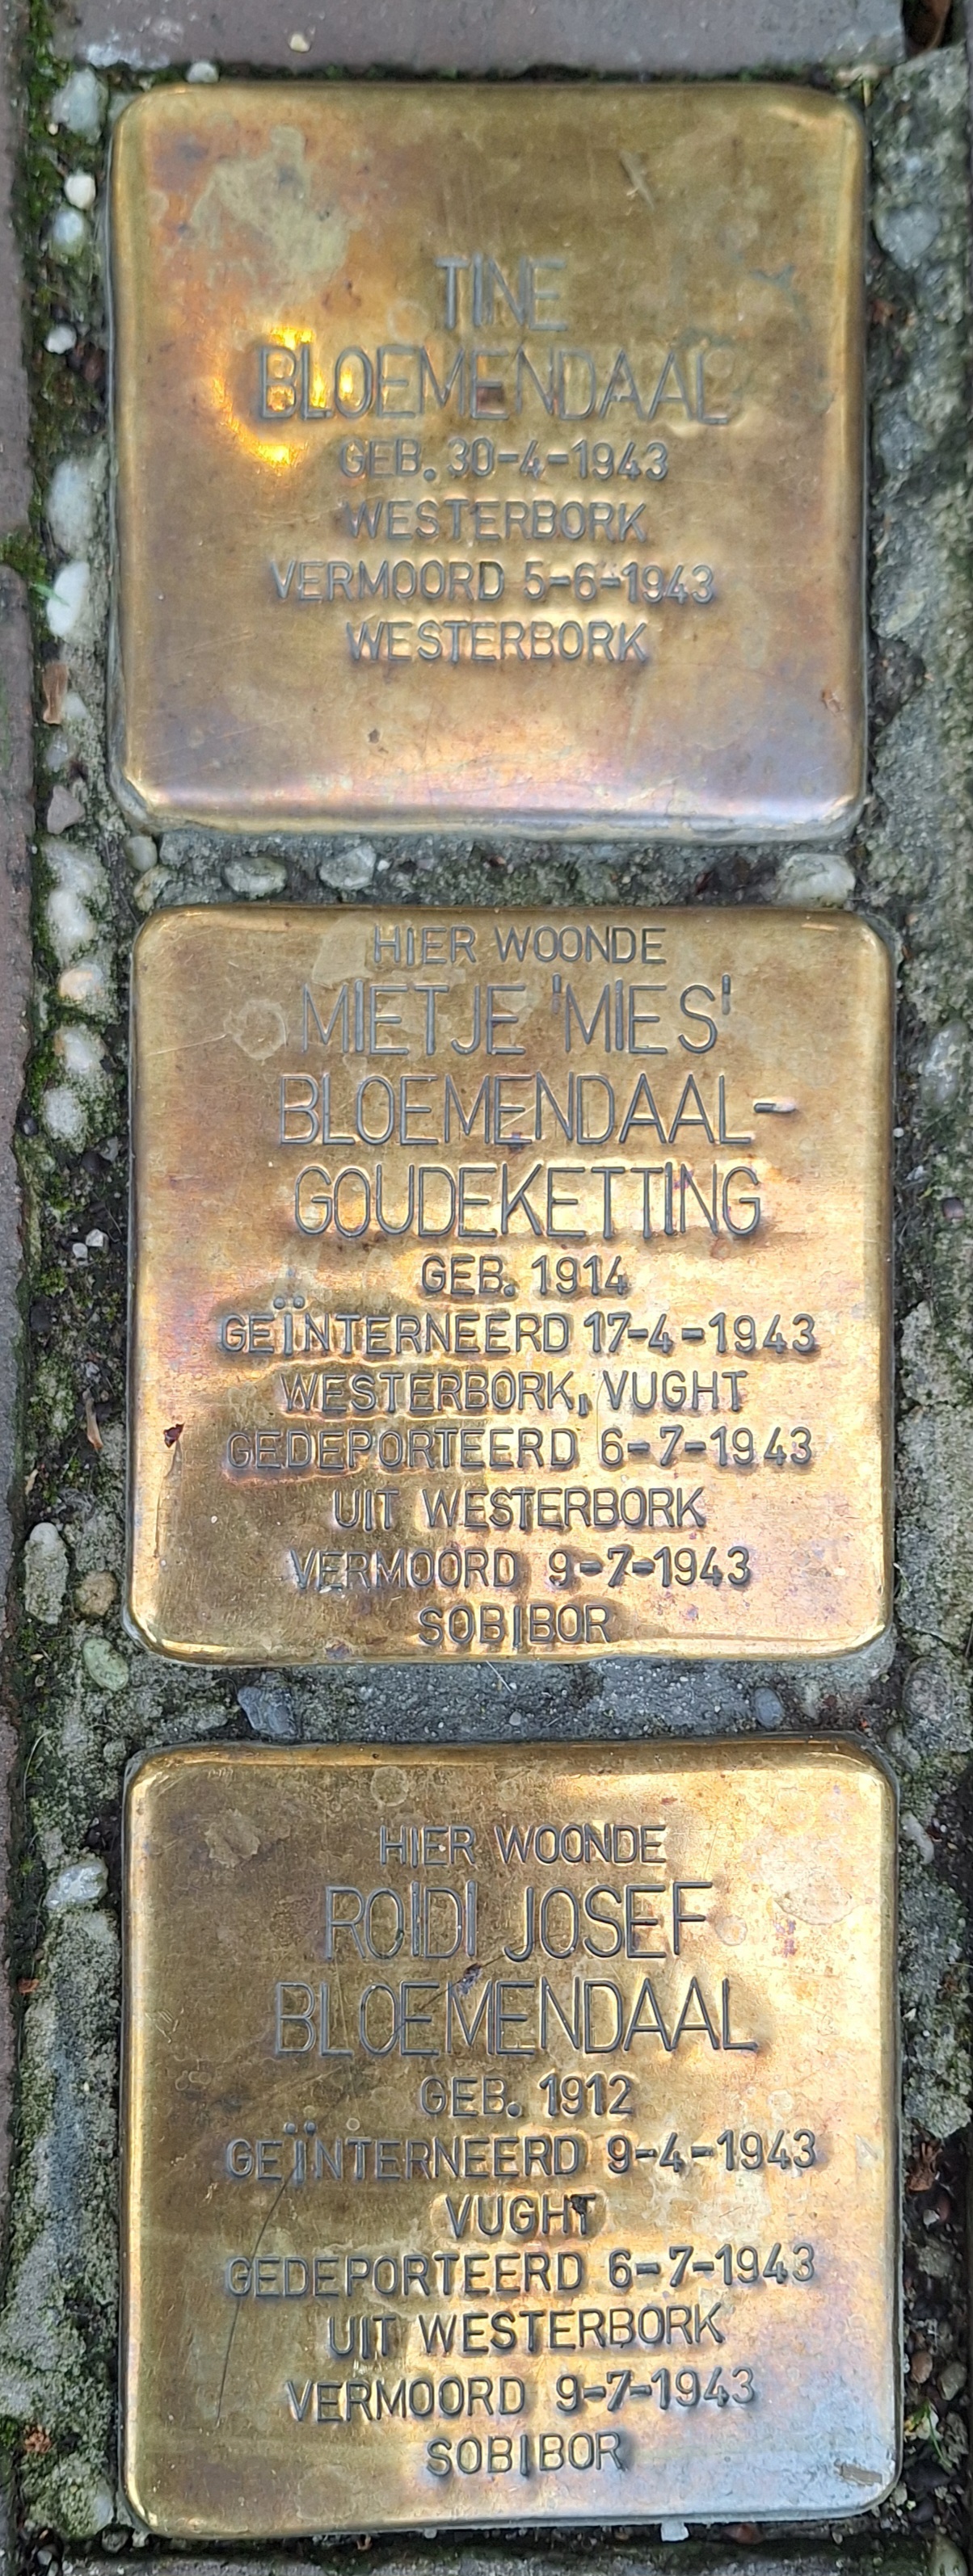 TINE
BLOEMENDAAL
GEB. 30-4-1943
WESTERBORK
VERMOORD 5-6-1943
WESTERBORK
HIER WOONDE
MIETJE 'MIES'
BLOEMENDAAL-
GOUDEKETTING
GEB. 1914
GEÏNTERNEERD 17-4-1943
WESTERBORK, VUGHT
GEDEPORTEERD 6-7-1943
UIT WESTERBORK
VERMOORD 9-7-1943
SOBIBOR
HIER WOONDE
ROIDI JOSEF
BLOEMENDAAL
GEB. 1912
GEÏNTERNEERD 9-4-1943
VUGHT
GEDEPORTEERD 6-7-1943
UIT WESTERBORK
VERMOORD 9-7-1943
SOBIBOR